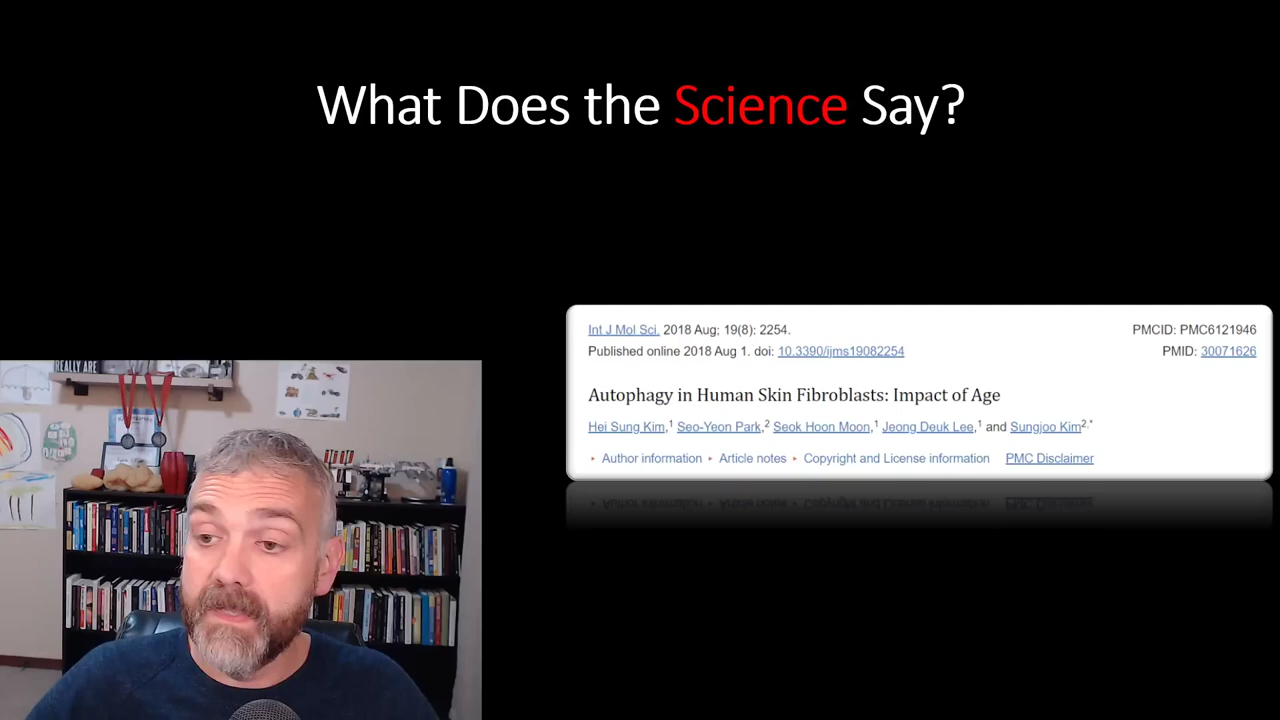 What Does the Science Say?
Int J Mol Sci. 2018 Aug; 19(8): 2254.
PMCID: PMC6121946
Published online 2018 Aug 1. doi: 10.3390/ijms19082254
PMID: 30071626
Autophagy in Human Skin Fibroblasts: Impact of Age
Hei Sung Kim,1 Seo-Yeon Park,2 Seok Hoon Moon,1 Jeong Deuk Lee,1 and Sungjoo Kim2,*
▸ Author information ▸ Article notes ▸ Copyright and License information PMC Disclaimer
REALLY ARE